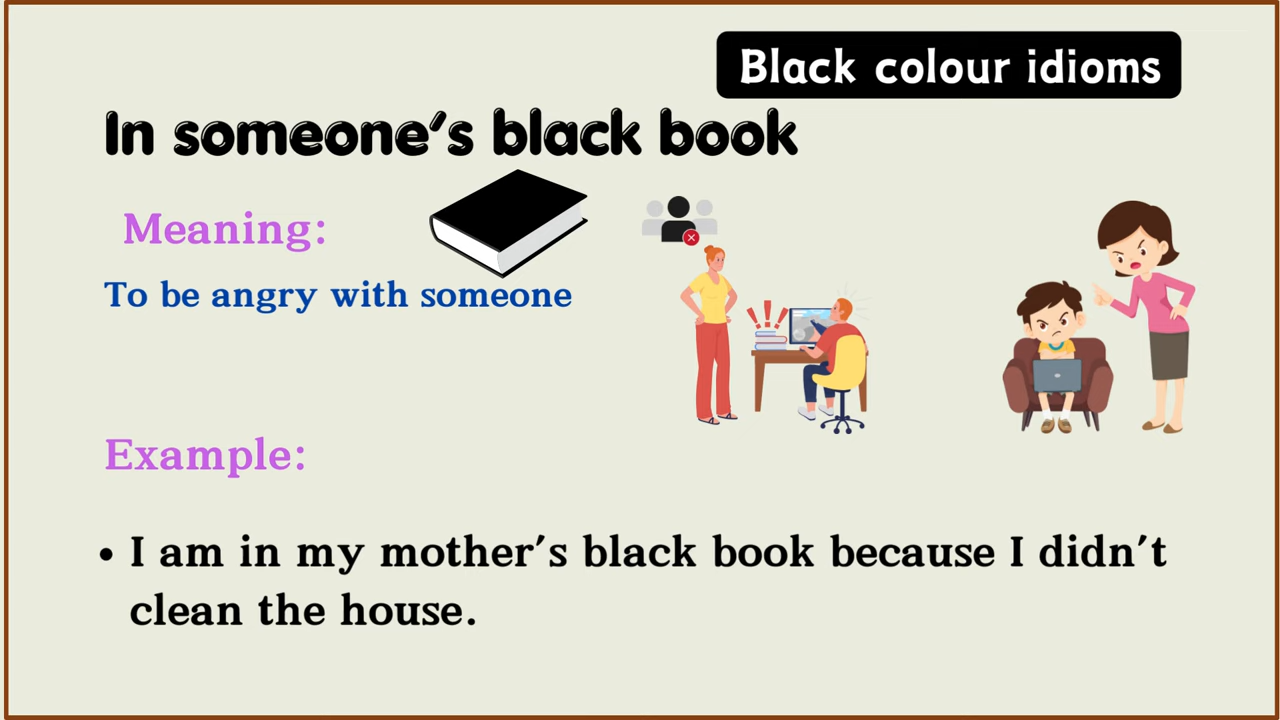 Black colour idioms
In someone’s black book
Meaning:
To be angry with someone
Example:
• I am in my mother’s black book because I didn’t
clean the house.